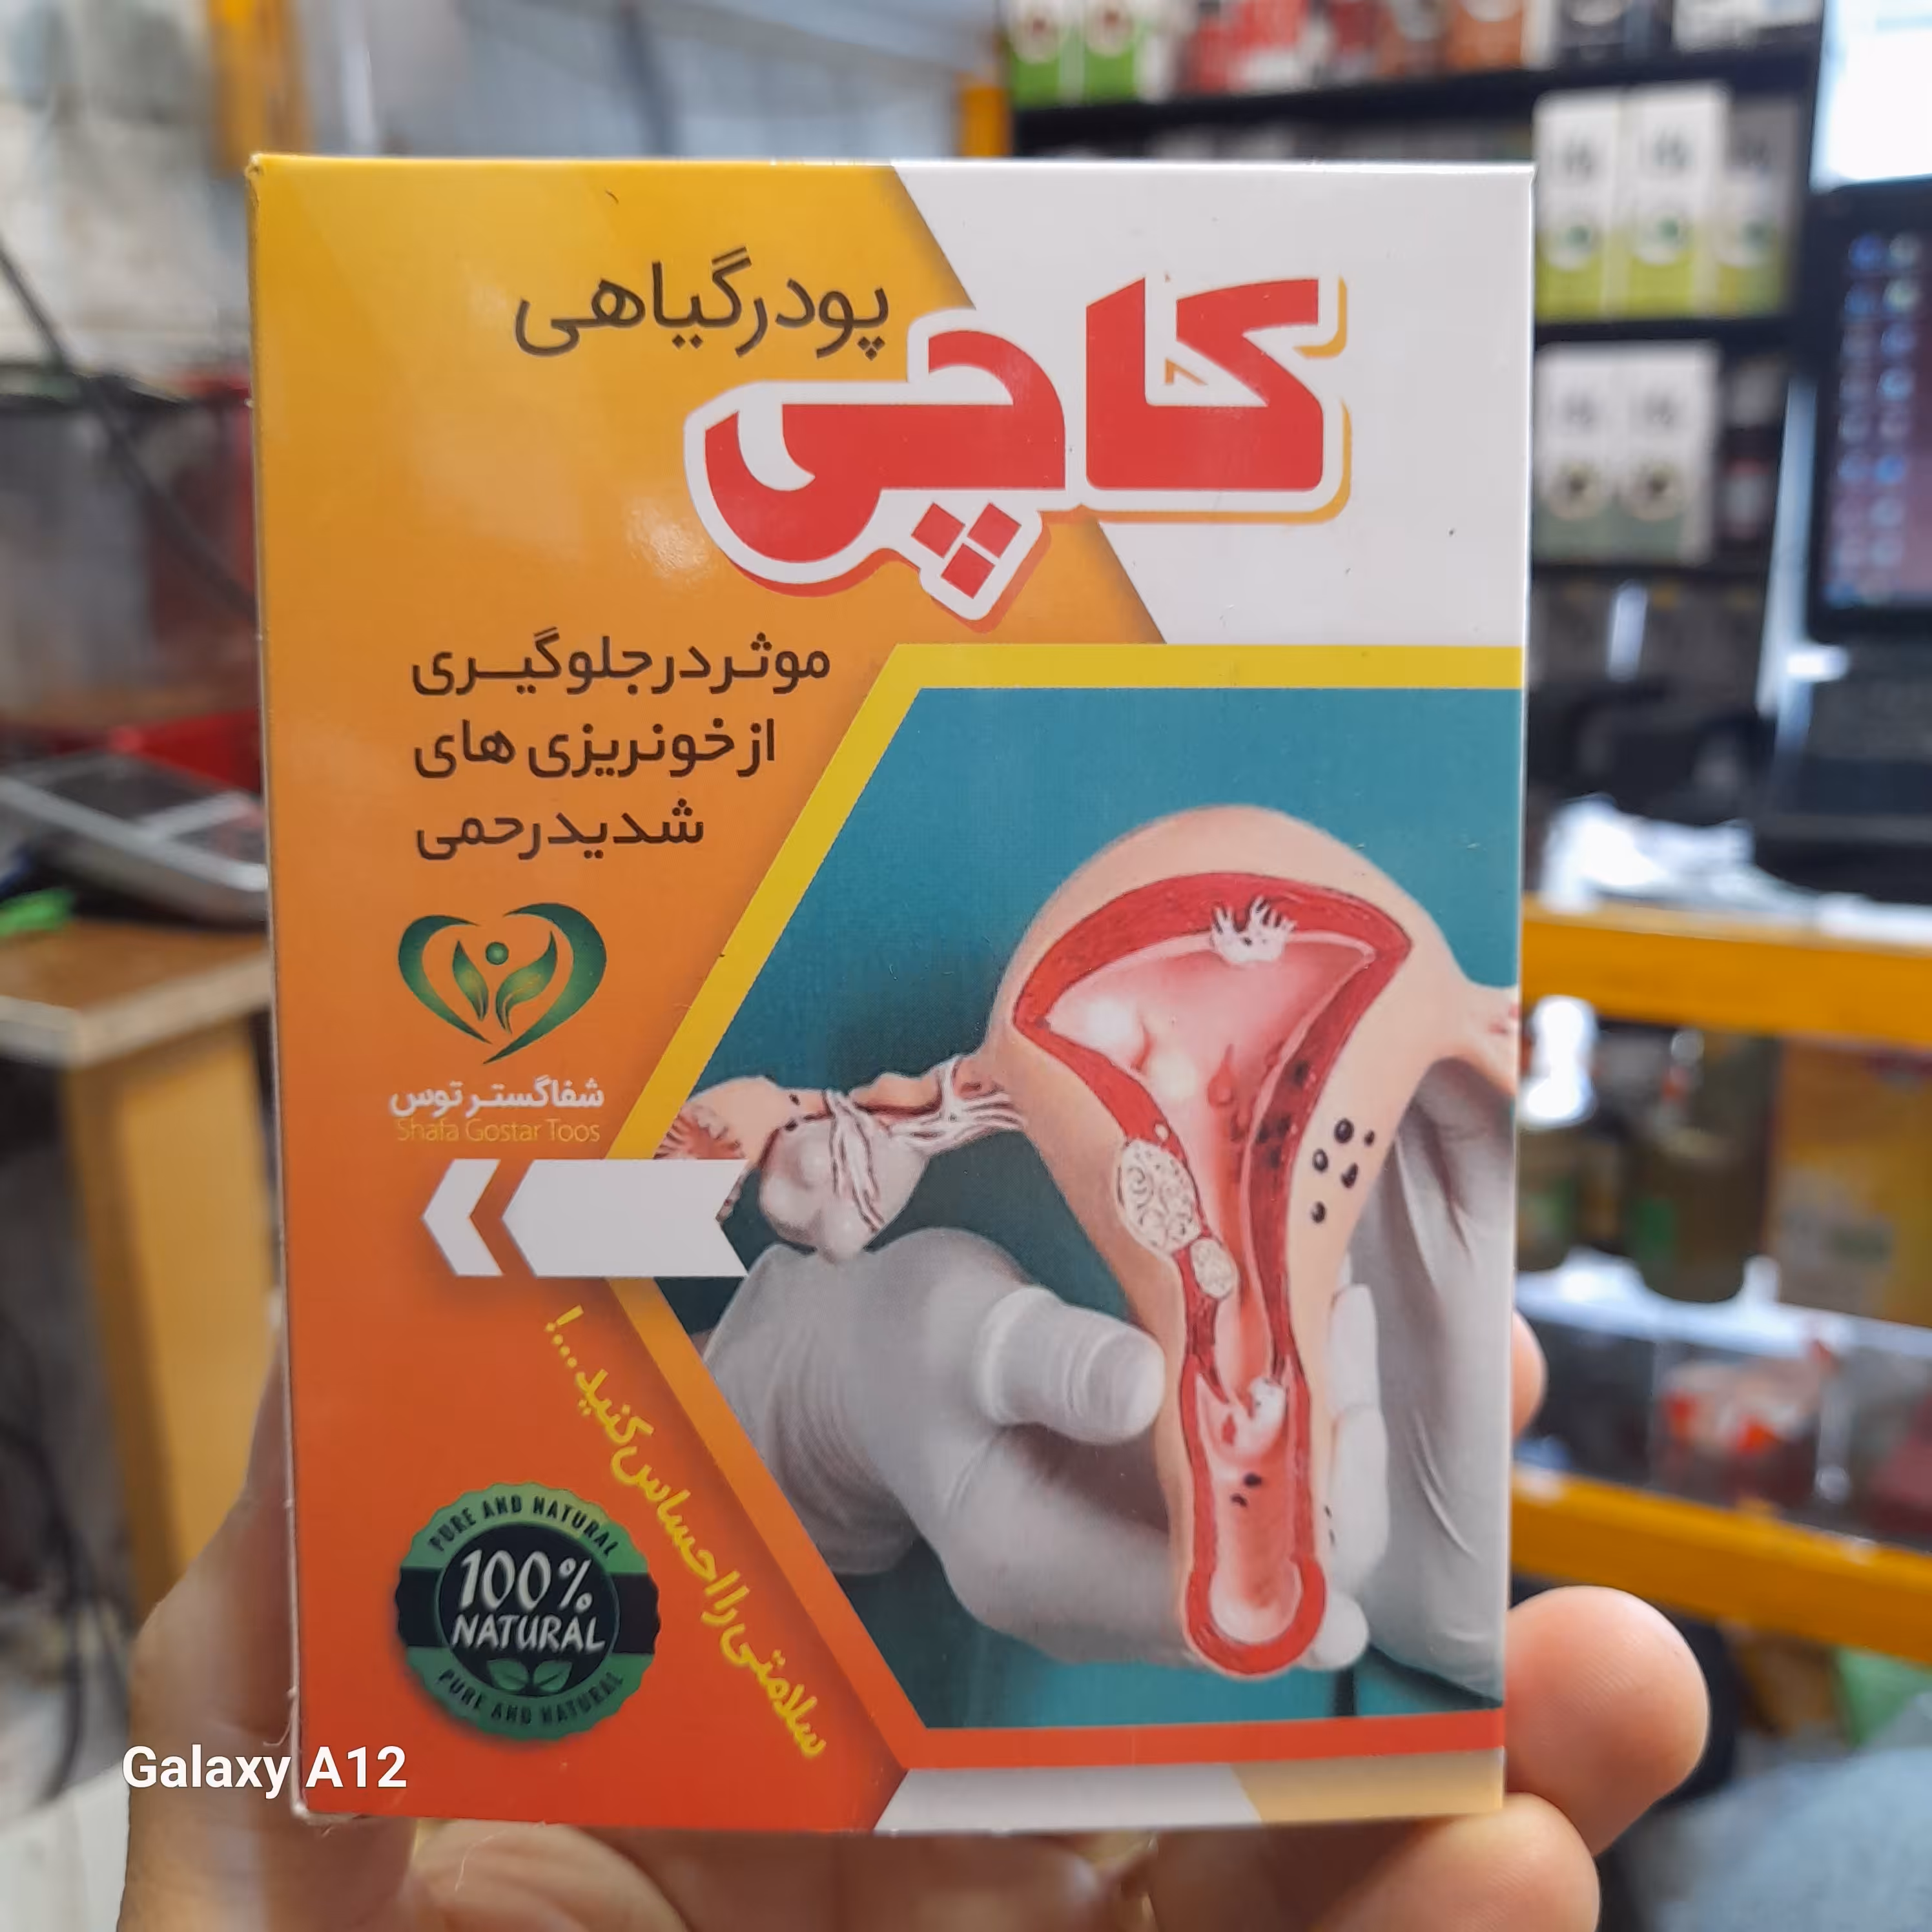 پودر گیاهی
کاچی
موثر در جلوگیری
از خونریزی های
شدید رحمی
شفاگستر توس
Shafa Gostar Toos
سلامتی را احساس کنید...!
PURE AND NATURAL
100%
NATURAL
PURE AND NATURAL
Galaxy A12